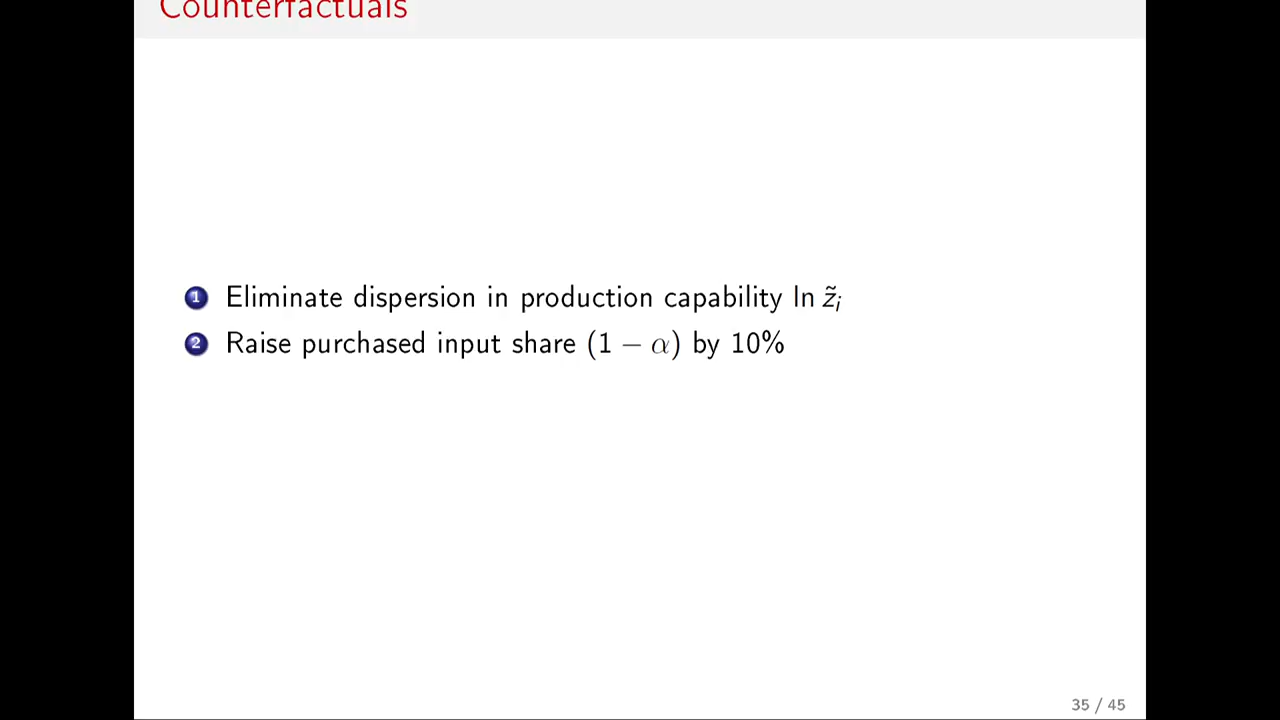 Counterfactuals
1 Eliminate dispersion in production capability ln z̃ᵢ
2 Raise purchased input share (1 − α) by 10%
35 / 45